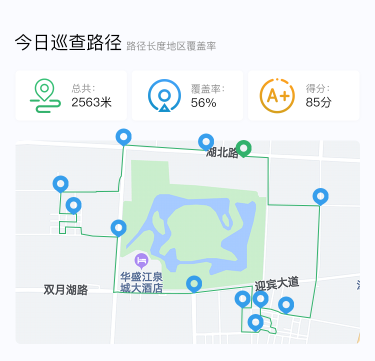 今日巡查路径 路径长度地区覆盖率
总共:
2563米
覆盖率:
56%
A+
得分:
85分
湖北路
华盛江泉
城大酒店
双月湖路
迎宾大道